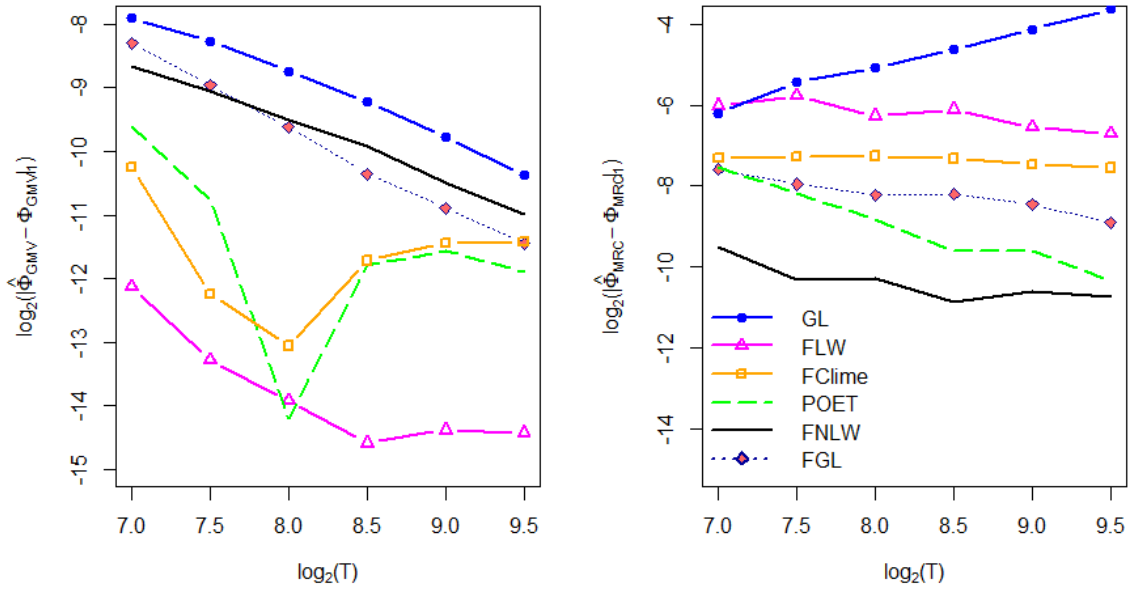 log₂(|Φ̂GMV − ΦGMV|)
-8
-9
-10
-11
-12
-13
-14
-15
7.0 7.5 8.0 8.5 9.0 9.5
log₂(T)
log₂(|Φ̂MRC − ΦMRC|)
-4
-6
-8
-10
-12
-14
GL
FLW
FClime
POET
FNLW
FGL
7.0 7.5 8.0 8.5 9.0 9.5
log₂(T)